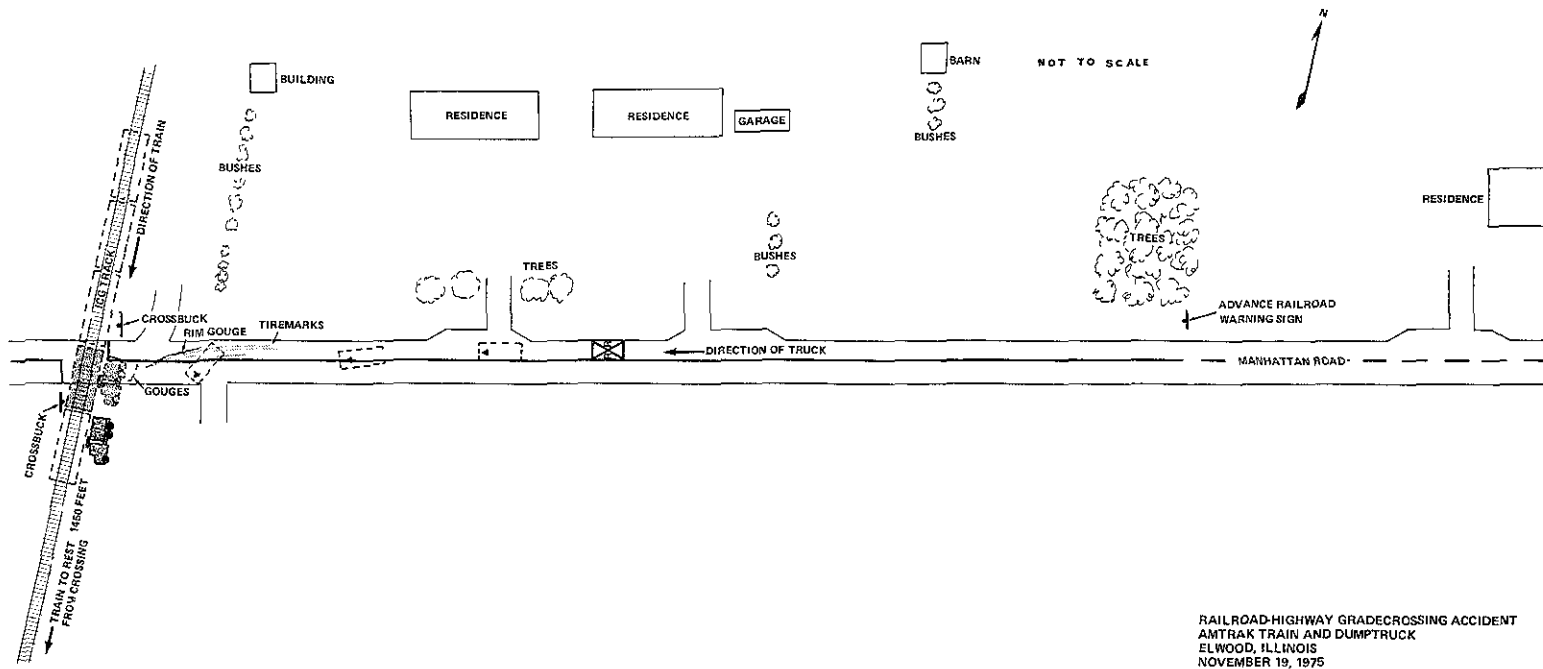 N
BUILDING
BARN
NOT TO SCALE
RESIDENCE
RESIDENCE
GARAGE
BUSHES
DIRECTION OF TRAIN
BUSHES
RESIDENCE
TREES
BUSHES
TREES
ICG TRACK
CROSSBUCK
ADVANCE RAILROAD
WARNING SIGN
RIM GOUGE
TIREMARKS
DIRECTION OF TRUCK
MANHATTAN ROAD
GOUGES
CROSSBUCK
TRAIN TO REST 1450 FEET
FROM CROSSING
RAILROAD-HIGHWAY GRADECROSSING ACCIDENT
AMTRAK TRAIN AND DUMPTRUCK
ELWOOD, ILLINOIS
NOVEMBER 19, 1975